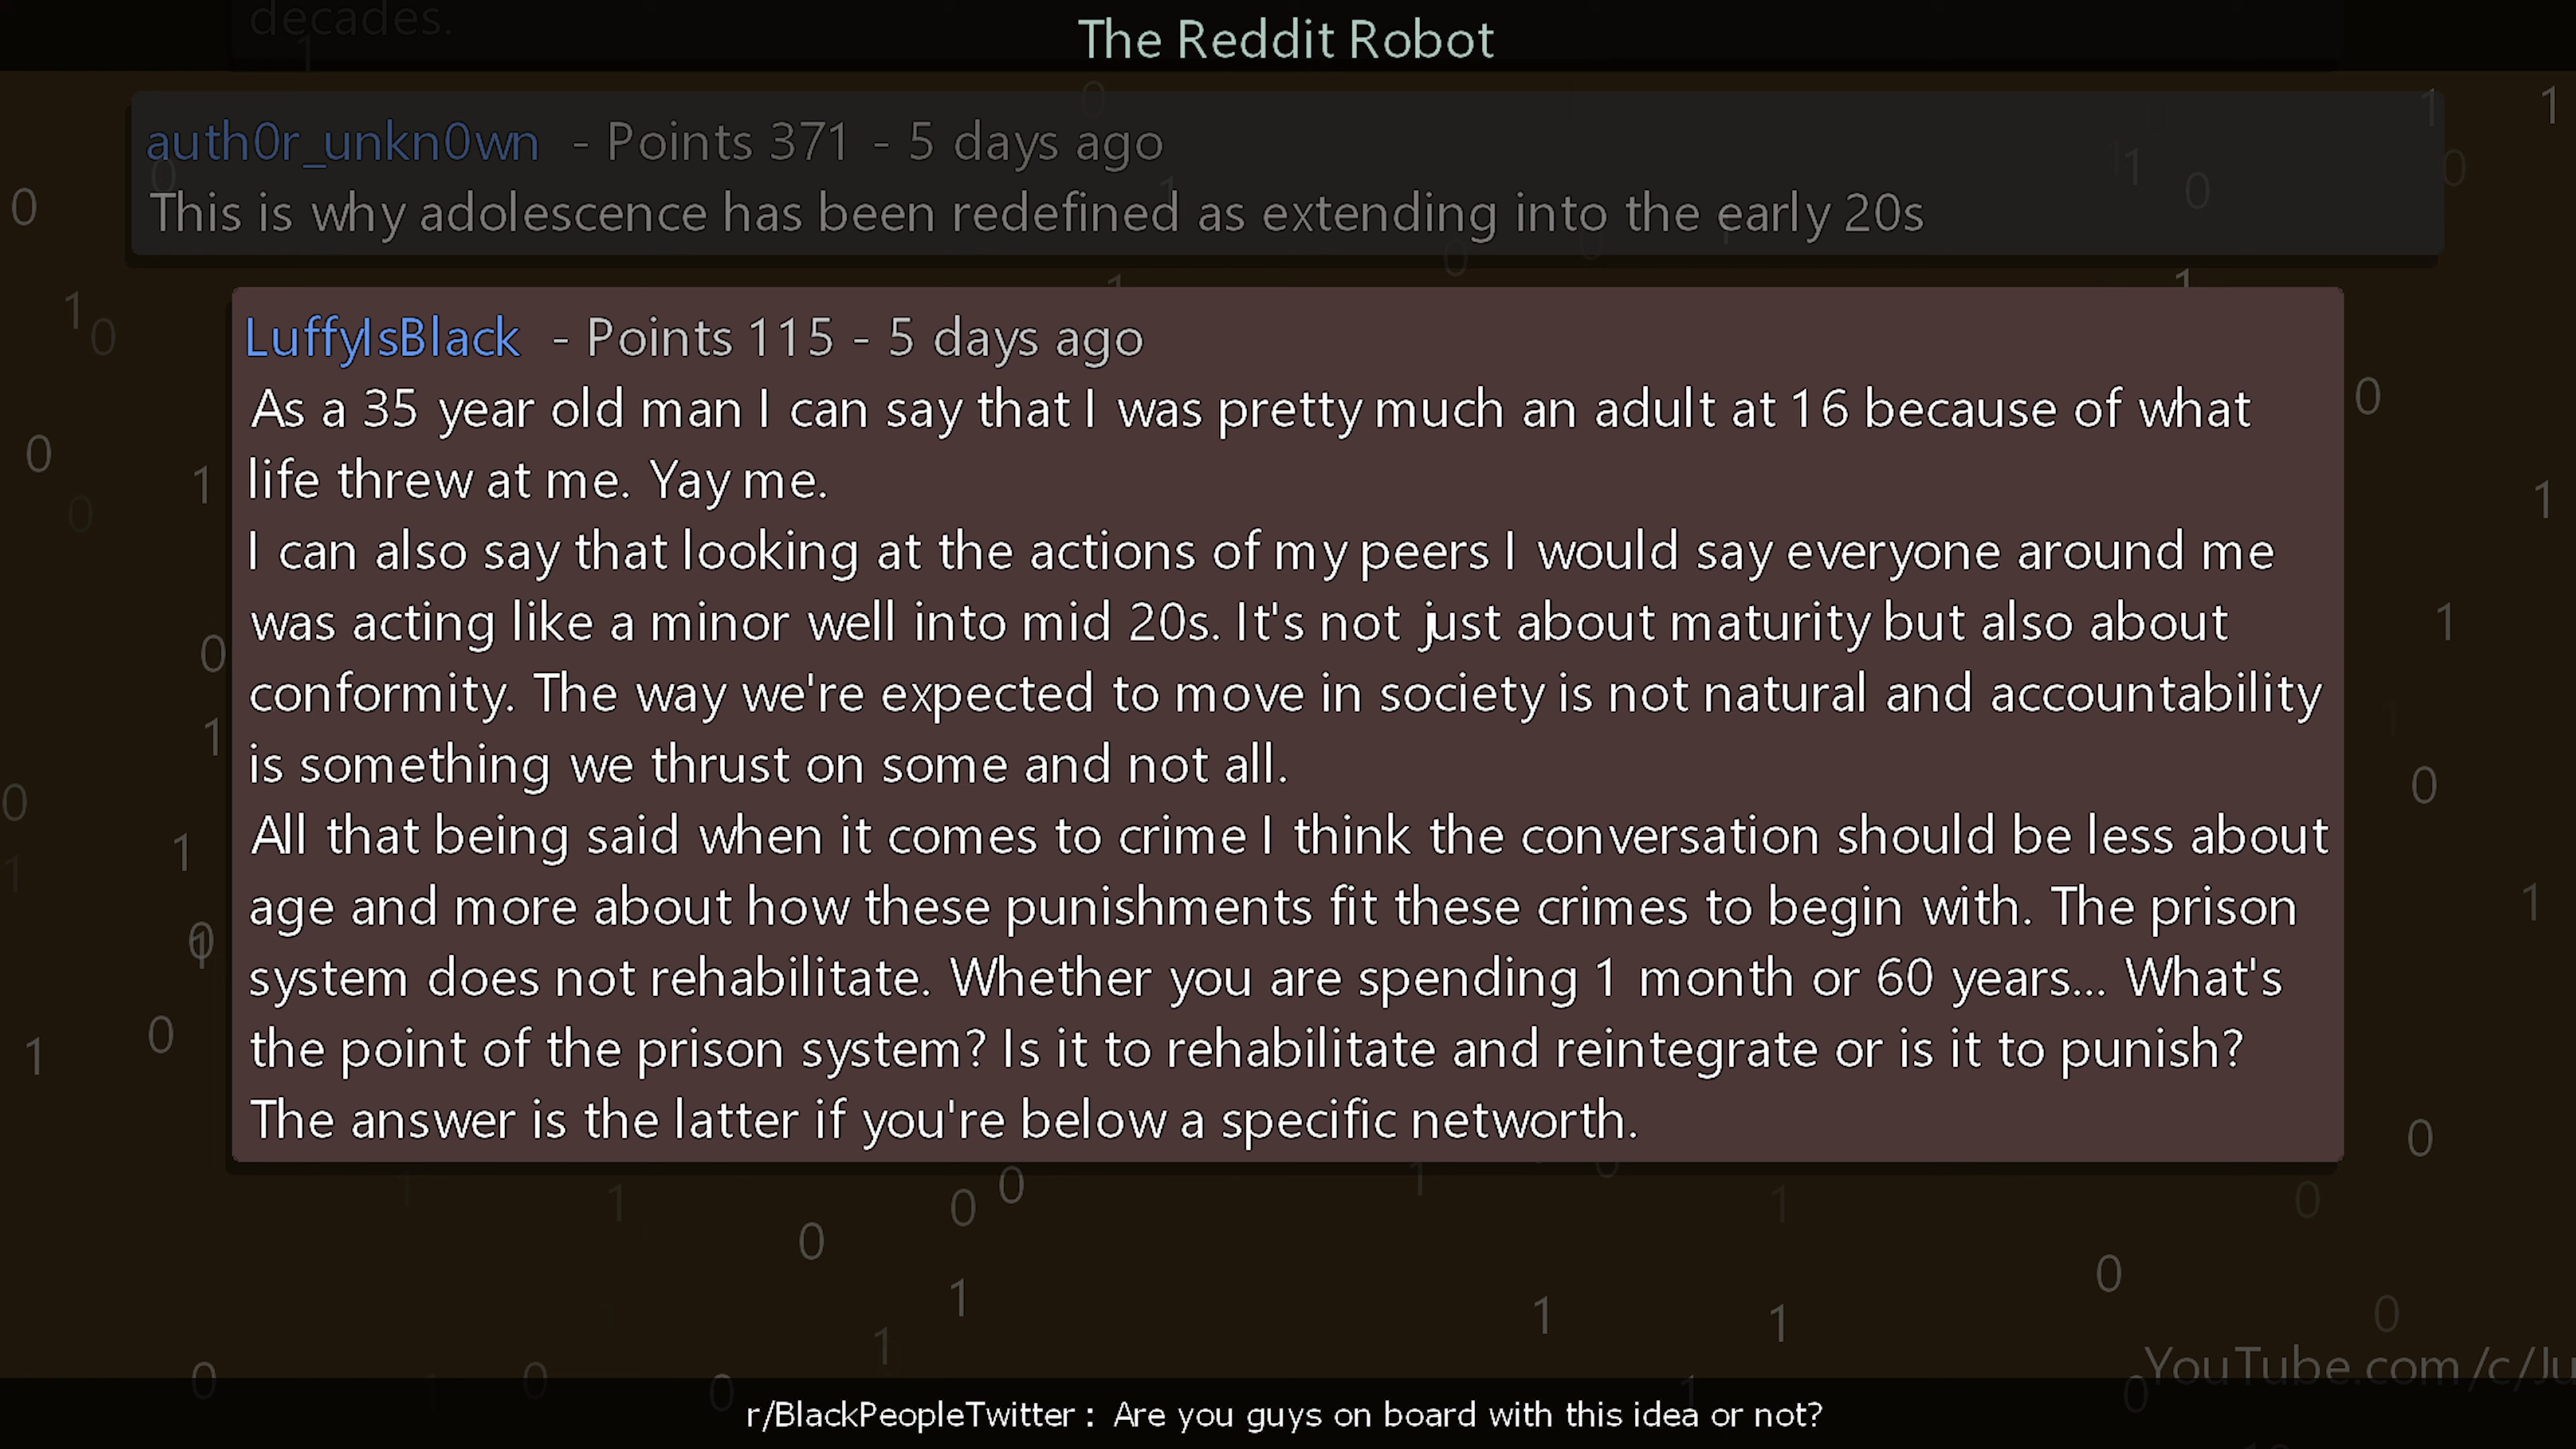 decades.
The Reddit Robot
auth0r_unkn0wn - Points 371 - 5 days ago
This is why adolescence has been redefined as extending into the early 20s
LuffyIsBlack - Points 115 - 5 days ago
As a 35 year old man I can say that I was pretty much an adult at 16 because of what
life threw at me. Yay me.
I can also say that looking at the actions of my peers I would say everyone around me
was acting like a minor well into mid 20s. It's not just about maturity but also about
conformity. The way we're expected to move in society is not natural and accountability
is something we thrust on some and not all.
All that being said when it comes to crime I think the conversation should be less about
age and more about how these punishments fit these crimes to begin with. The prison
system does not rehabilitate. Whether you are spending 1 month or 60 years... What's
the point of the prison system? Is it to rehabilitate and reintegrate or is it to punish?
The answer is the latter if you're below a specific networth.
YouTube.com/c/Ju
r/BlackPeopleTwitter : Are you guys on board with this idea or not?